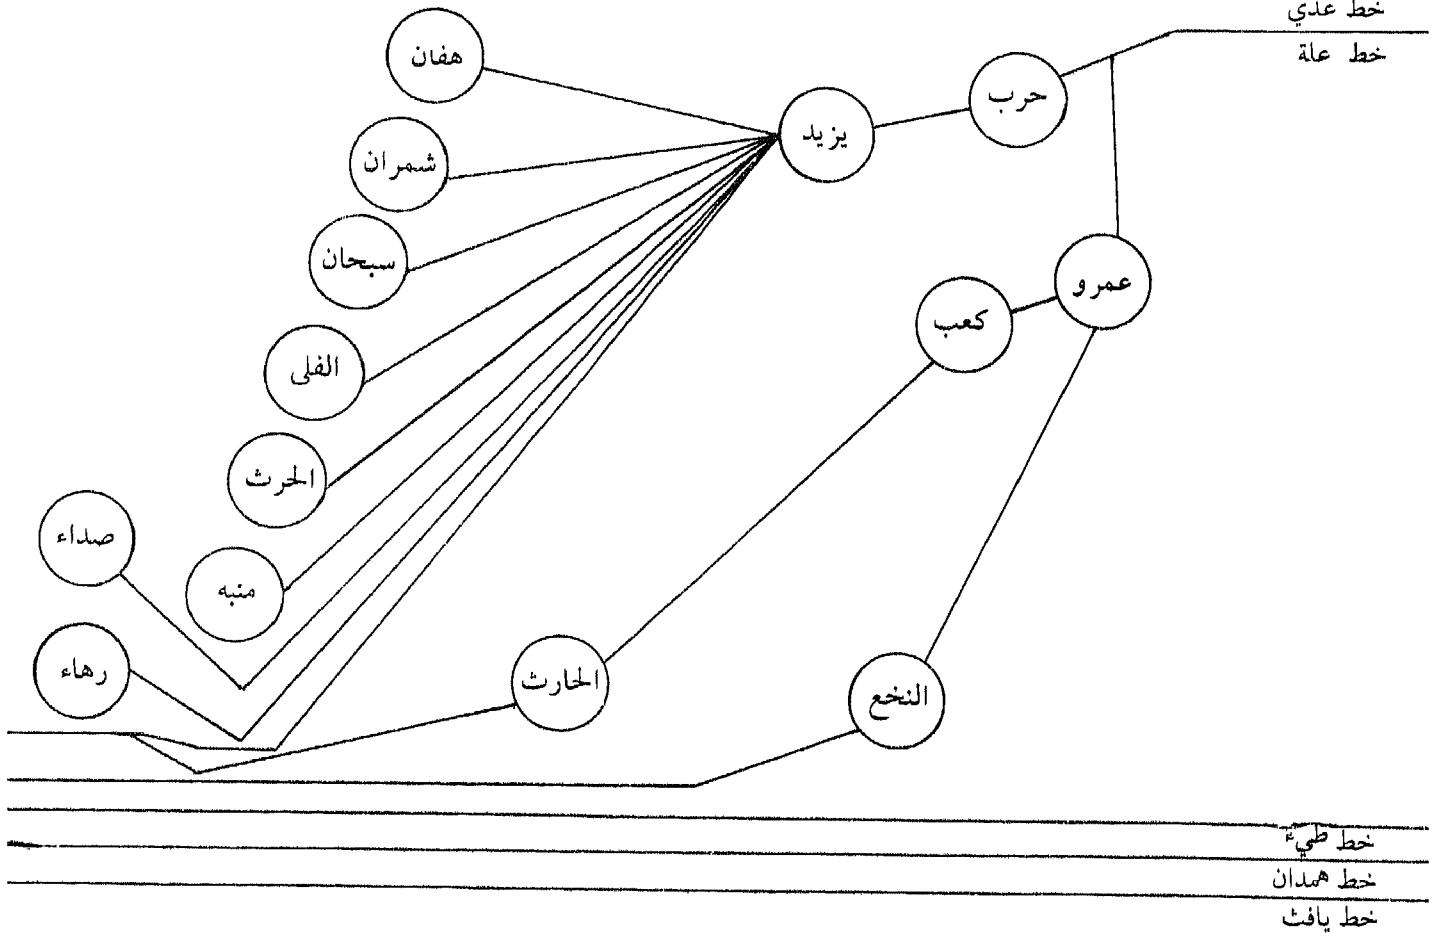 خط عدي
خط علة
حرب
يزيد
هفان
شمران
سبحان
الفلى
الحرث
منبه
صداء
رهاء
عمرو
كعب
الحارث
النخع
خط طيء
خط همدان
خط يافث